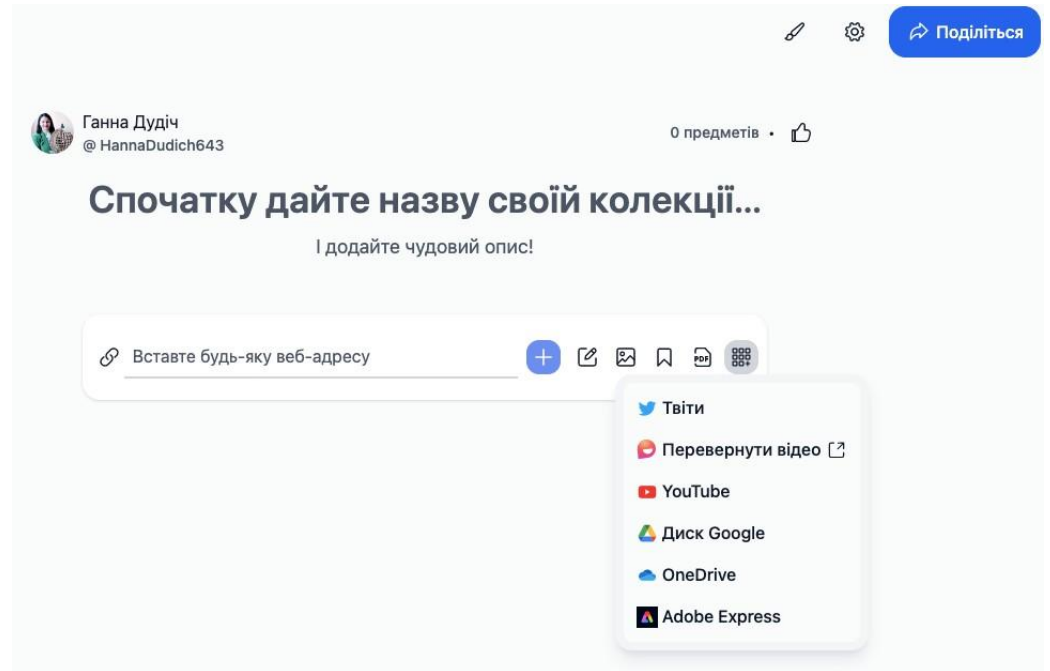 Поділіться
Ганна Дудіч
@ HannaDudich643
0 предметів •
Спочатку дайте назву своїй колекції...
І додайте чудовий опис!
Вставте будь-яку веб-адресу
PDF
Твіти
Перевернути відео
YouTube
Диск Google
OneDrive
Adobe Express